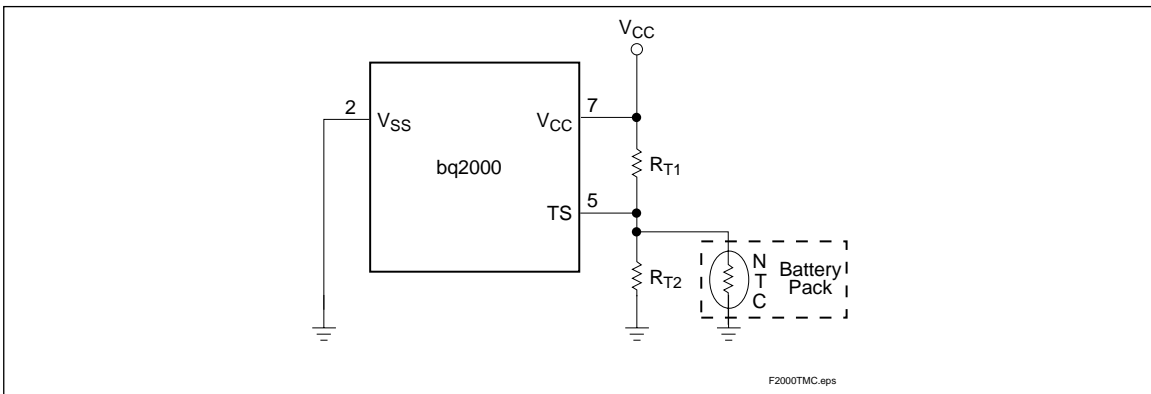 VCC
2
VSS
VCC
7
bq2000
RT1
TS
5
RT2
N
T
C
Battery
Pack
F2000TMC.eps